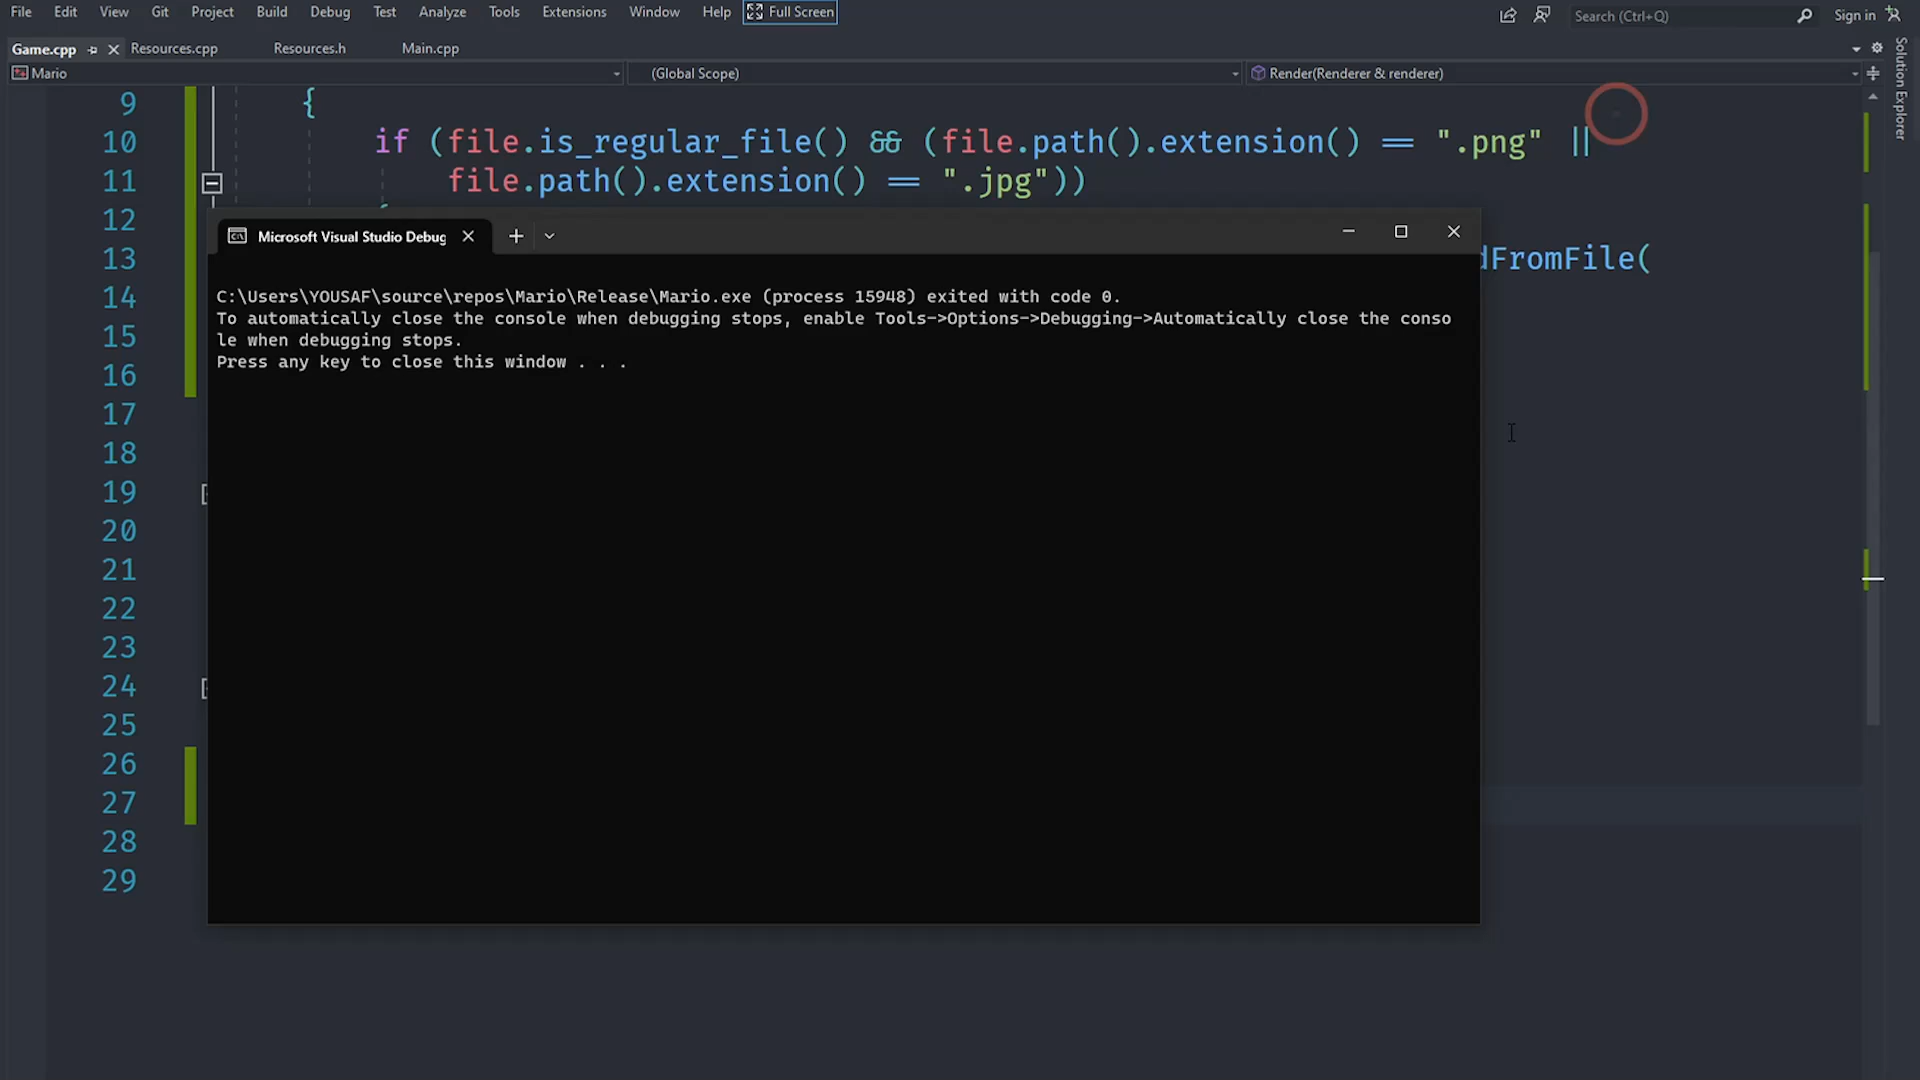 File Edit View Git Project Build Debug Test Analyze Tools Extensions Window Help Full Screen Search (Ctrl+Q) Sign in
Game.cpp Resources.cpp Resources.h Main.cpp
Mario (Global Scope) Render(Renderer & renderer)
Solution Explorer
9 {
10 if (file.is_regular_file() && (file.path().extension() == ".png" ||
11 file.path().extension() == ".jpg"))
12
Microsoft Visual Studio Debug
13 dFromFile(
14
15
16
17
18
19
20
21
22
23
24
25
26
27
28
29
C:\Users\YOUSAF\source\repos\Mario\Release\Mario.exe (process 15948) exited with code 0.
To automatically close the console when debugging stops, enable Tools->Options->Debugging->Automatically close the conso
le when debugging stops.
Press any key to close this window . . .